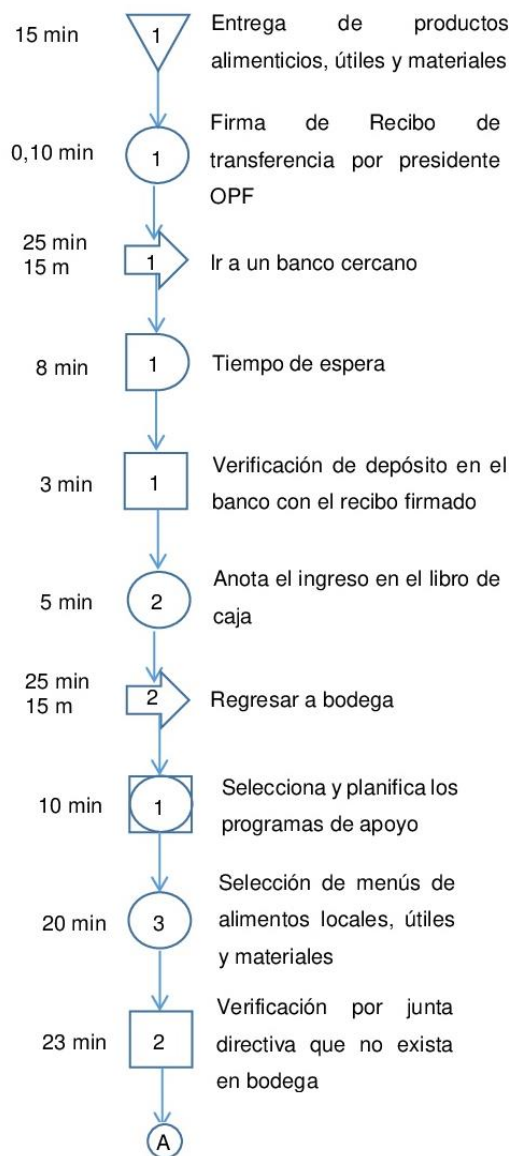 15 min
1
Entrega de productos
alimenticios, útiles y materiales
0,10 min
1
Firma de Recibo de
transferencia por presidente
OPF
25 min
15 m
1
Ir a un banco cercano
8 min
1
Tiempo de espera
3 min
1
Verificación de depósito en el
banco con el recibo firmado
5 min
2
Anota el ingreso en el libro de
caja
25 min
15 m
2
Regresar a bodega
10 min
1
Selecciona y planifica los
programas de apoyo
20 min
3
Selección de menús de
alimentos locales, útiles
y materiales
23 min
2
Verificación por junta
directiva que no exista
en bodega
A